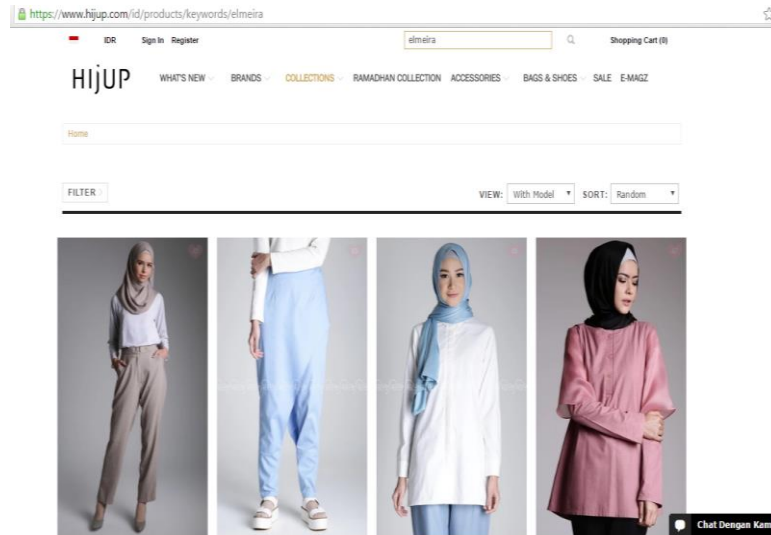 https://www.hijup.com/id/products/keywords/elmeira
IDR Sign In Register elmeira Shopping Cart (0)
HIjUP WHAT'S NEW BRANDS COLLECTIONS RAMADHAN COLLECTION ACCESSORIES BAGS & SHOES SALE E-MAGZ
Home
FILTER VIEW: With Model SORT: Random
Chat Dengan Kam